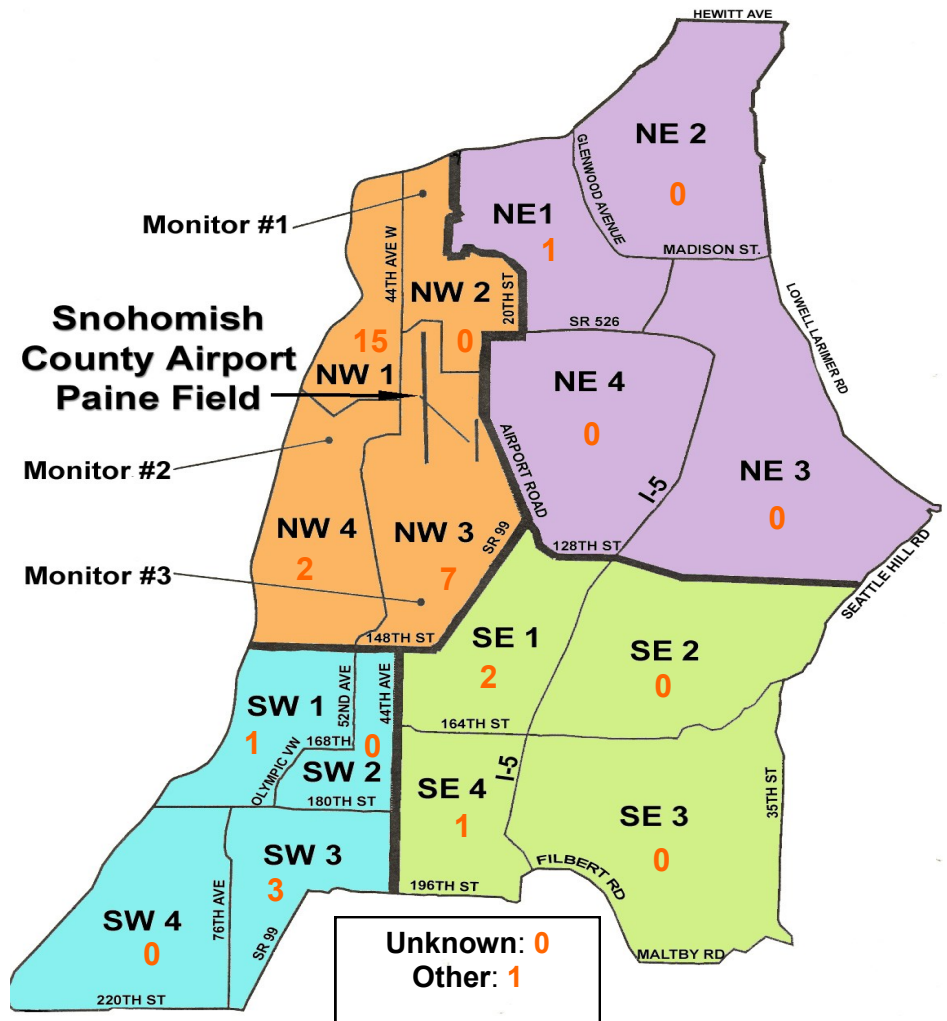 HEWITT AVE
NE 2
0
GLENWOOD AVENUE
MADISON ST.
NE1
1
Monitor #1
44TH AVE W
NW 2
0
20TH ST
SR 526
LOWELL LARIMER RD
Snohomish
County Airport
Paine Field
15
NW 1
NE 4
0
AIRPORT ROAD
I-5
NE 3
0
Monitor #2
NW 4
2
NW 3
7
SR 99
128TH ST
SEATTLE HILL RD
Monitor #3
148TH ST
SE 1
2
SE 2
0
SW 1
1
52ND AVE
44TH AVE
168TH
0
SW 2
OLYMPIC VW
180TH ST
164TH ST
I-5
SE 4
1
SE 3
0
35TH ST
SW 3
3
76TH AVE
SR 99
196TH ST
FILBERT RD
MALTBY RD
SW 4
0
220TH ST
Unknown: 0
Other: 1